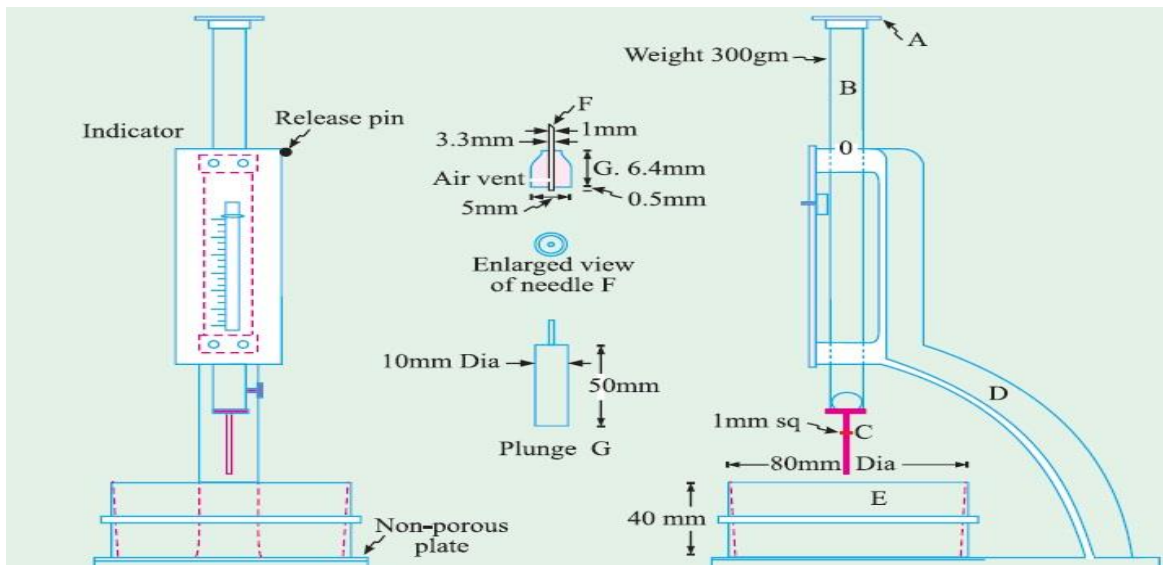 A
Weight 300gm
B
F
Release pin
Indicator
1mm
3.3mm
0
G. 6.4mm
Air vent
0.5mm
5mm
Enlarged view
of needle F
10mm Dia
50mm
D
1mm sq
C
Plunge G
80mm Dia
E
40 mm
Non-porous
plate